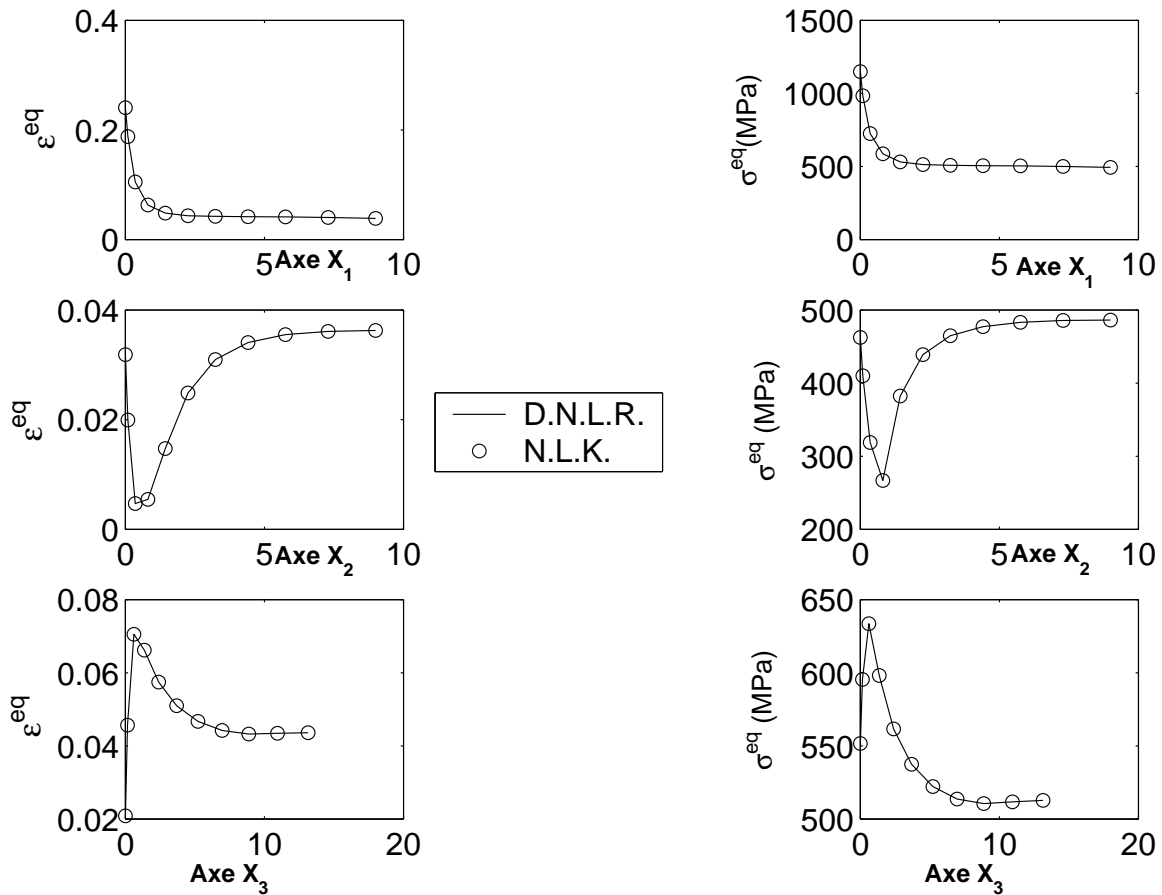 0.4
0.2
0
ε^eq
0 5 10
Axe X_1
1500
1000
500
0
σ^eq(MPa)
0 5 10
Axe X_1
0.04
0.02
0
ε^eq
0 5 10
Axe X_2
D.N.L.R.
N.L.K.
500
400
300
200
σ^eq (MPa)
0 5 10
Axe X_2
0.08
0.06
0.04
0.02
ε^eq
0 10 20
Axe X_3
650
600
550
500
σ^eq (MPa)
0 10 20
Axe X_3